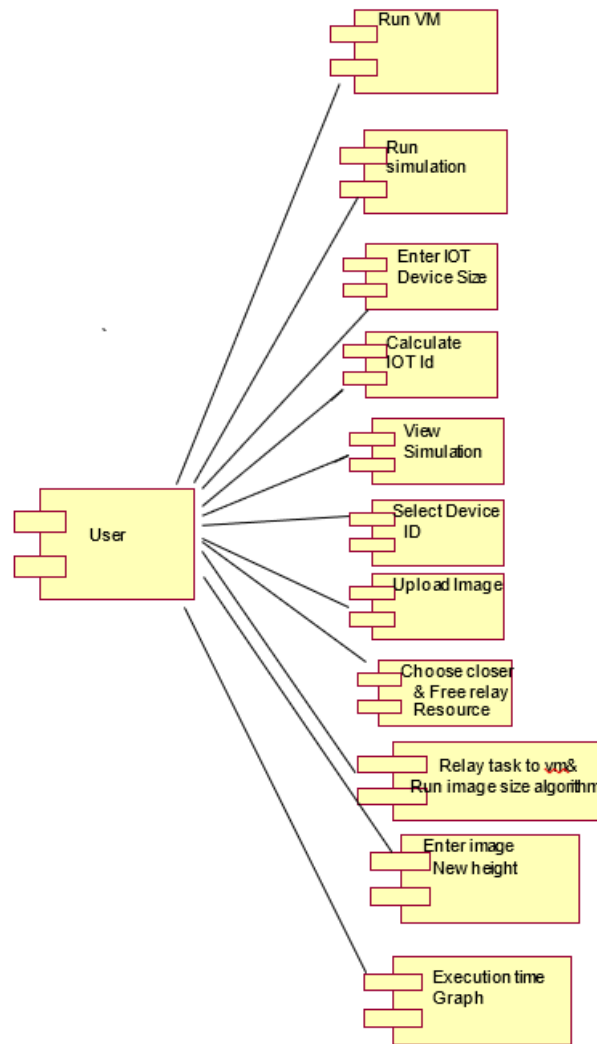 Run VM
Run
simulation
Enter IOT
Device Size
Calculate
IOT Id
View
Simulation
User
Select Device
ID
Upload Image
Choose closer
& Free relay
Resource
Relay task to vm&
Run image size algorithm
Enter image
New height
Execution time
Graph